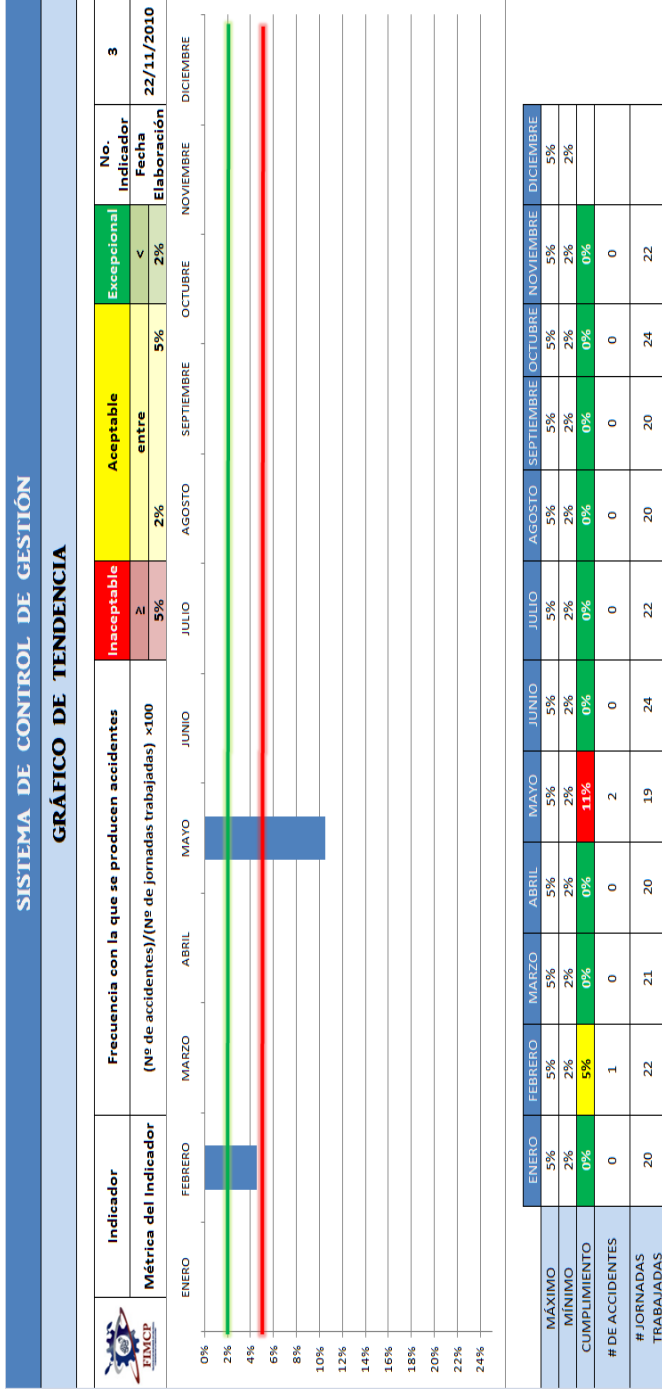 SISTEMA DE CONTROL DE GESTIÓN
GRÁFICO DE TENDENCIA
FIMCP
Indicador Frecuencia con la que se producen accidentes Inaceptable Aceptable Excepcional No. Indicador 3
Métrica del Indicador (Nº de accidentes)/(Nº de jornadas trabajadas) ×100 ≥ entre < Fecha Elaboración 22/11/2010
5% 2% 5% 2%
ENERO FEBRERO MARZO ABRIL MAYO JUNIO JULIO AGOSTO SEPTIEMBRE OCTUBRE NOVIEMBRE DICIEMBRE
0%
2%
4%
6%
8%
10%
12%
14%
16%
18%
20%
22%
24%
ENERO FEBRERO MARZO ABRIL MAYO JUNIO JULIO AGOSTO SEPTIEMBRE OCTUBRE NOVIEMBRE DICIEMBRE
MÁXIMO 5% 5% 5% 5% 5% 5% 5% 5% 5% 5% 5% 5%
MÍNIMO 2% 2% 2% 2% 2% 2% 2% 2% 2% 2% 2% 2%
CUMPLIMIENTO 0% 5% 0% 0% 11% 0% 0% 0% 0% 0% 0%
# DE ACCIDENTES 0 1 0 0 2 0 0 0 0 0 0
# JORNADAS TRABAJADAS 20 22 21 20 19 24 22 20 20 24 22